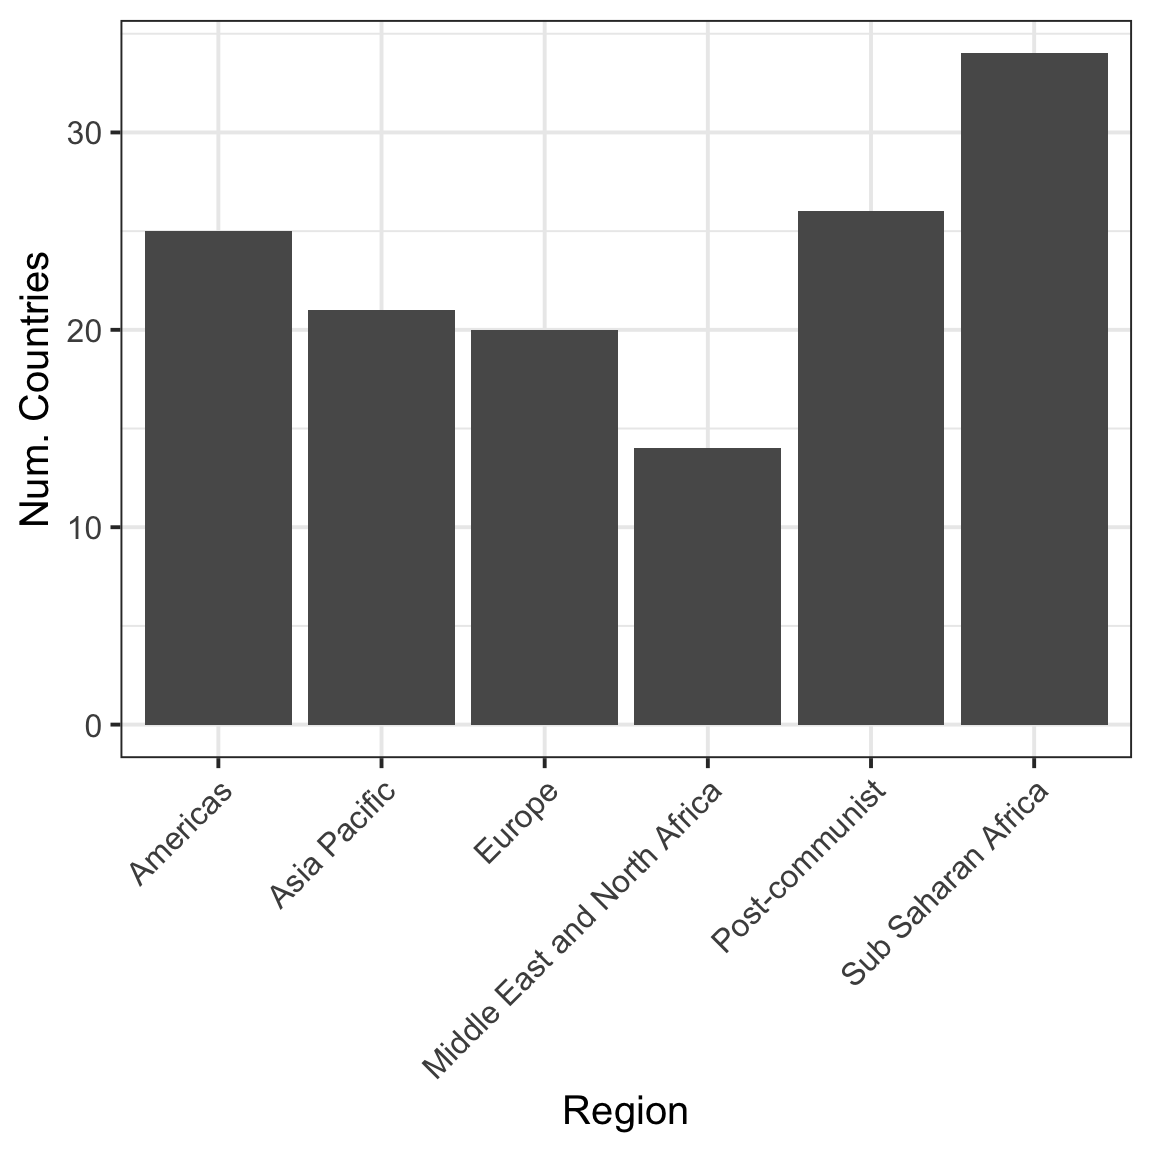 Num. Countries
30
20
10
0
Americas
Asia Pacific
Europe
Middle East and North Africa
Post-communist
Sub Saharan Africa
Region